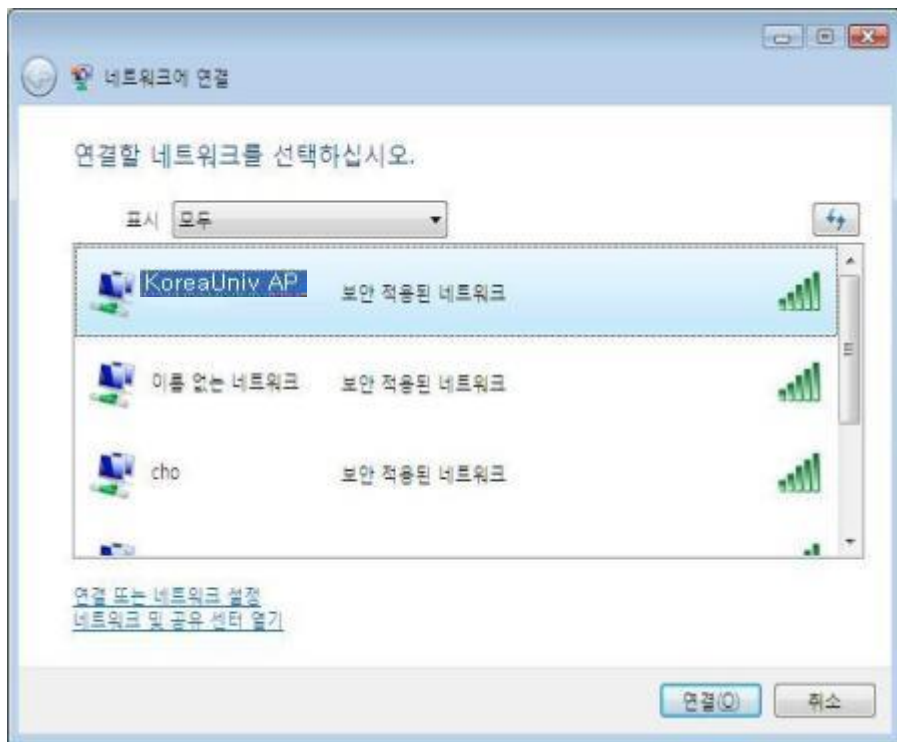 네트워크에 연결
연결할 네트워크를 선택하십시오.
표시 모두
KoreaUniv AP 보안 적용된 네트워크
이름 없는 네트워크 보안 적용된 네트워크
cho 보안 적용된 네트워크
연결 또는 네트워크 설정
네트워크 및 공유 센터 열기
연결(O) 취소